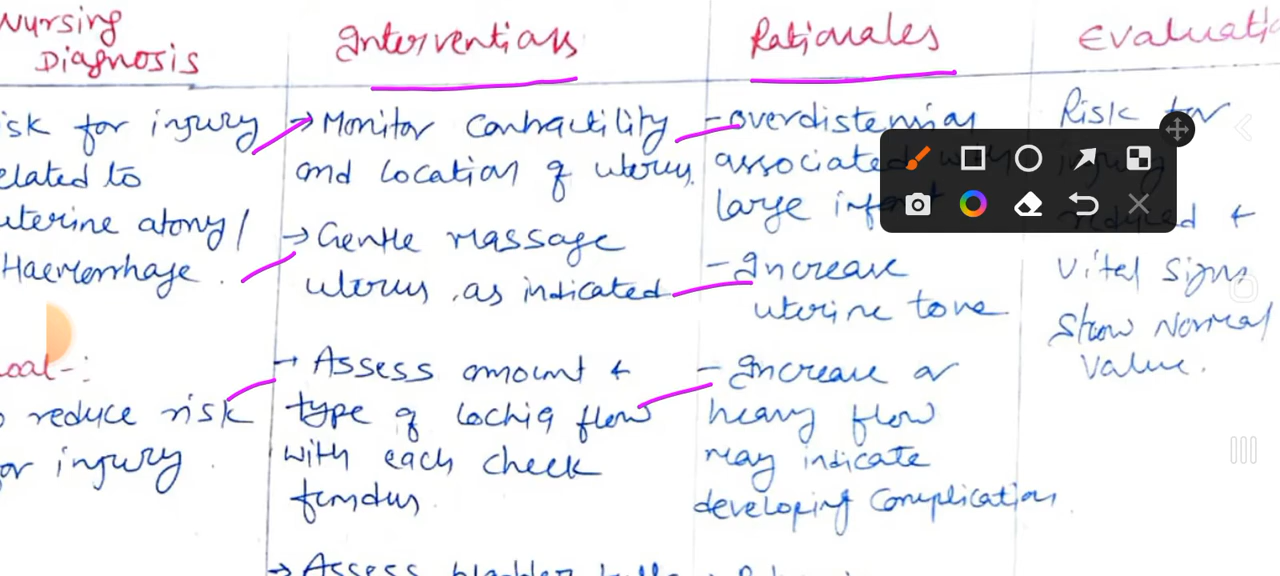 Nursing
Diagnosis
isk for injury
elated to
uterine atony/
Haemorrhage.
oal-:
o reduce risk
or injury.
Interventions
→ Monitor Contractility
and location of uterus.
→ Gentle massage
uterus, as indicated
→ Assess amount &
type of Lochia flow
with each check
fundus.
→ Assess bladder
Rationales
- overdistension
associated
large
- Increase
uterine tone
- Increase or
heavy flow
may indicate
developing Complication.
Evaluatio
Risk for
&
Vital Signs
Show Normal
Value.